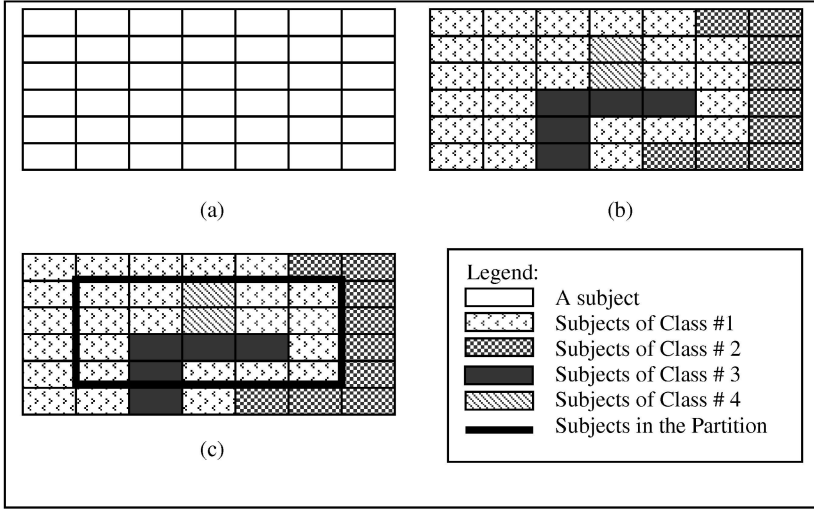 (a)
(b)
(c)
Legend:
A subject
Subjects of Class #1
Subjects of Class # 2
Subjects of Class # 3
Subjects of Class # 4
Subjects in the Partition